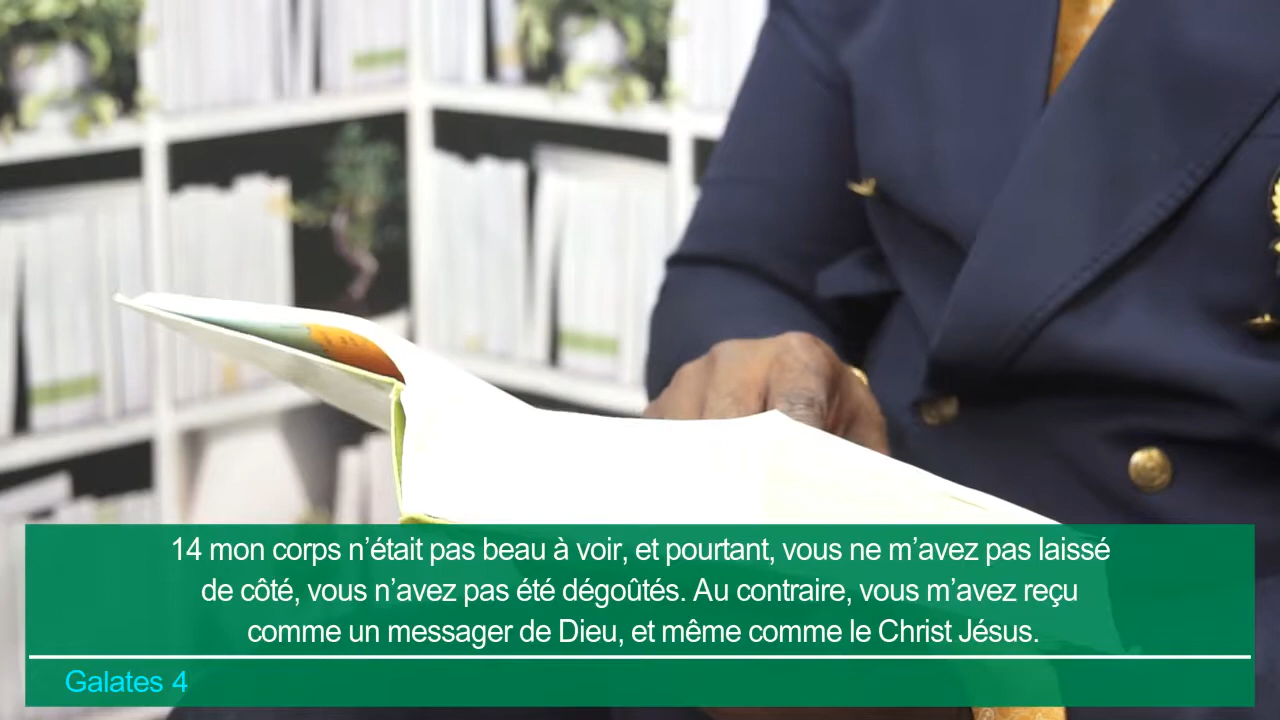 14 mon corps n’était pas beau à voir, et pourtant, vous ne m’avez pas laissé
de côté, vous n’avez pas été dégoûtés. Au contraire, vous m’avez reçu
comme un messager de Dieu, et même comme le Christ Jésus.
Galates 4